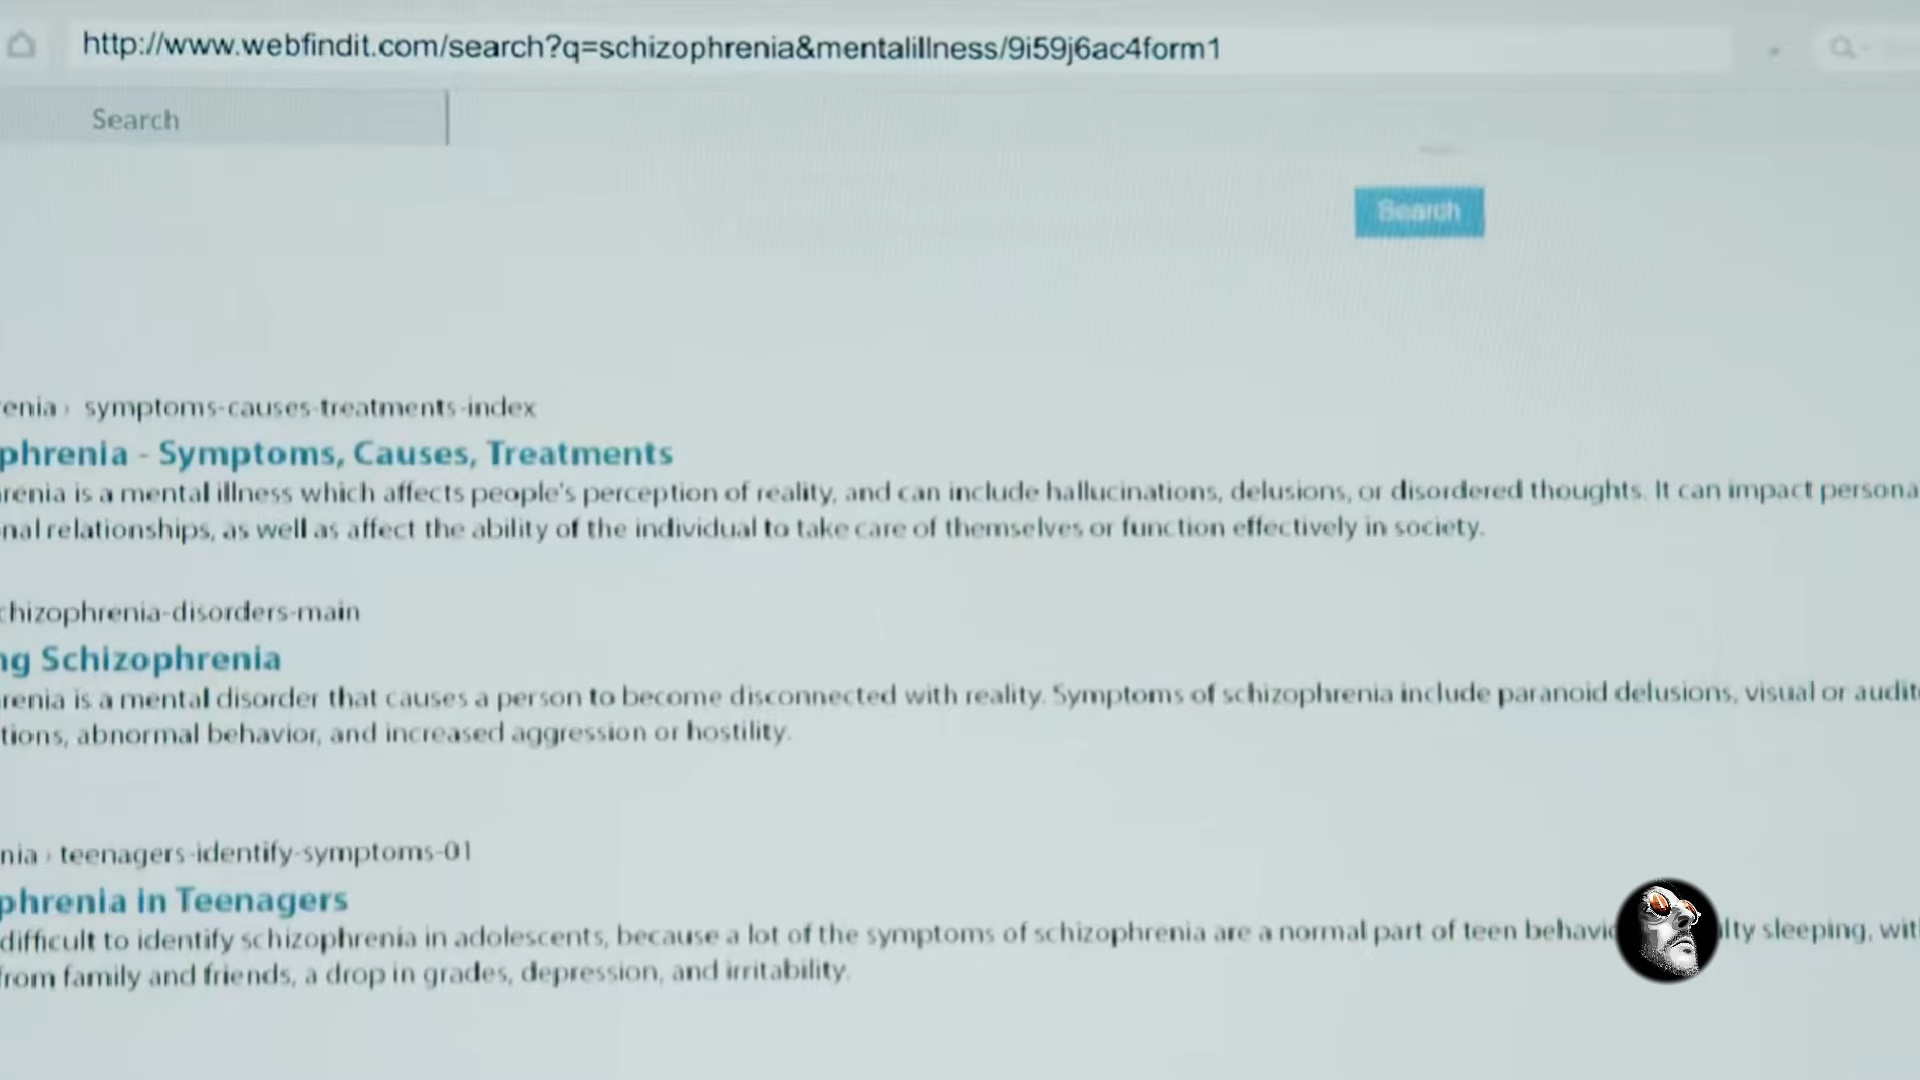 http://www.webfindit.com/search?q=schizophrenia&mentalillness/9i59j6ac4form1
Search
Search
enia › symptoms-causes-treatments-index
phrenia - Symptoms, Causes, Treatments
renia is a mental illness which affects people's perception of reality, and can include hallucinations, delusions, or disordered thoughts. It can impact persona
nal relationships, as well as affect the ability of the individual to take care of themselves or function effectively in society.
chizophrenia-disorders-main
ng Schizophrenia
renia is a mental disorder that causes a person to become disconnected with reality. Symptoms of schizophrenia include paranoid delusions, visual or audito
tions, abnormal behavior, and increased aggression or hostility.
nia › teenagers-identify-symptoms-01
phrenia in Teenagers
difficult to identify schizophrenia in adolescents, because a lot of the symptoms of schizophrenia are a normal part of teen behavio lty sleeping, wit
from family and friends, a drop in grades, depression, and irritability.